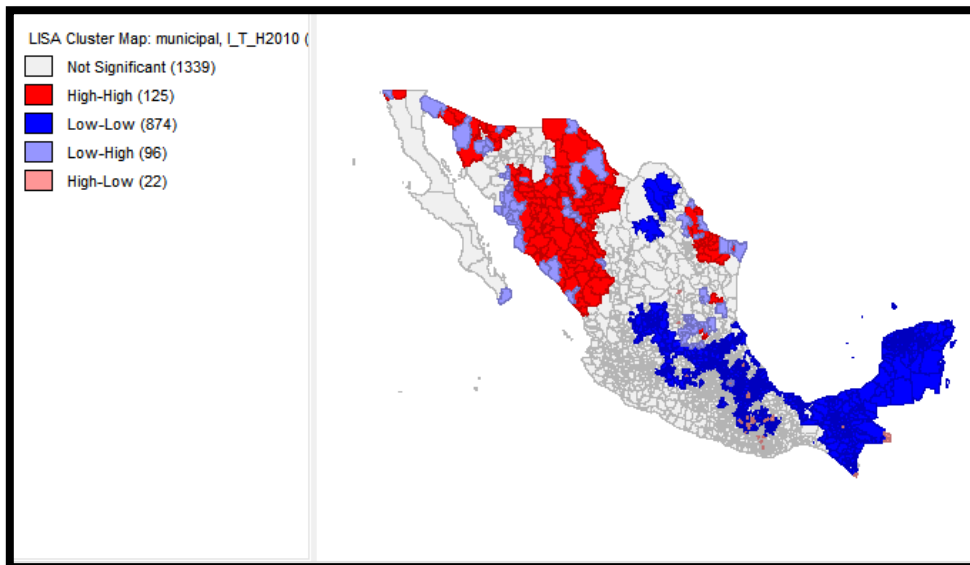 LISA Cluster Map: municipal, I_T_H2010 (
Not Significant (1339)
High-High (125)
Low-Low (874)
Low-High (96)
High-Low (22)